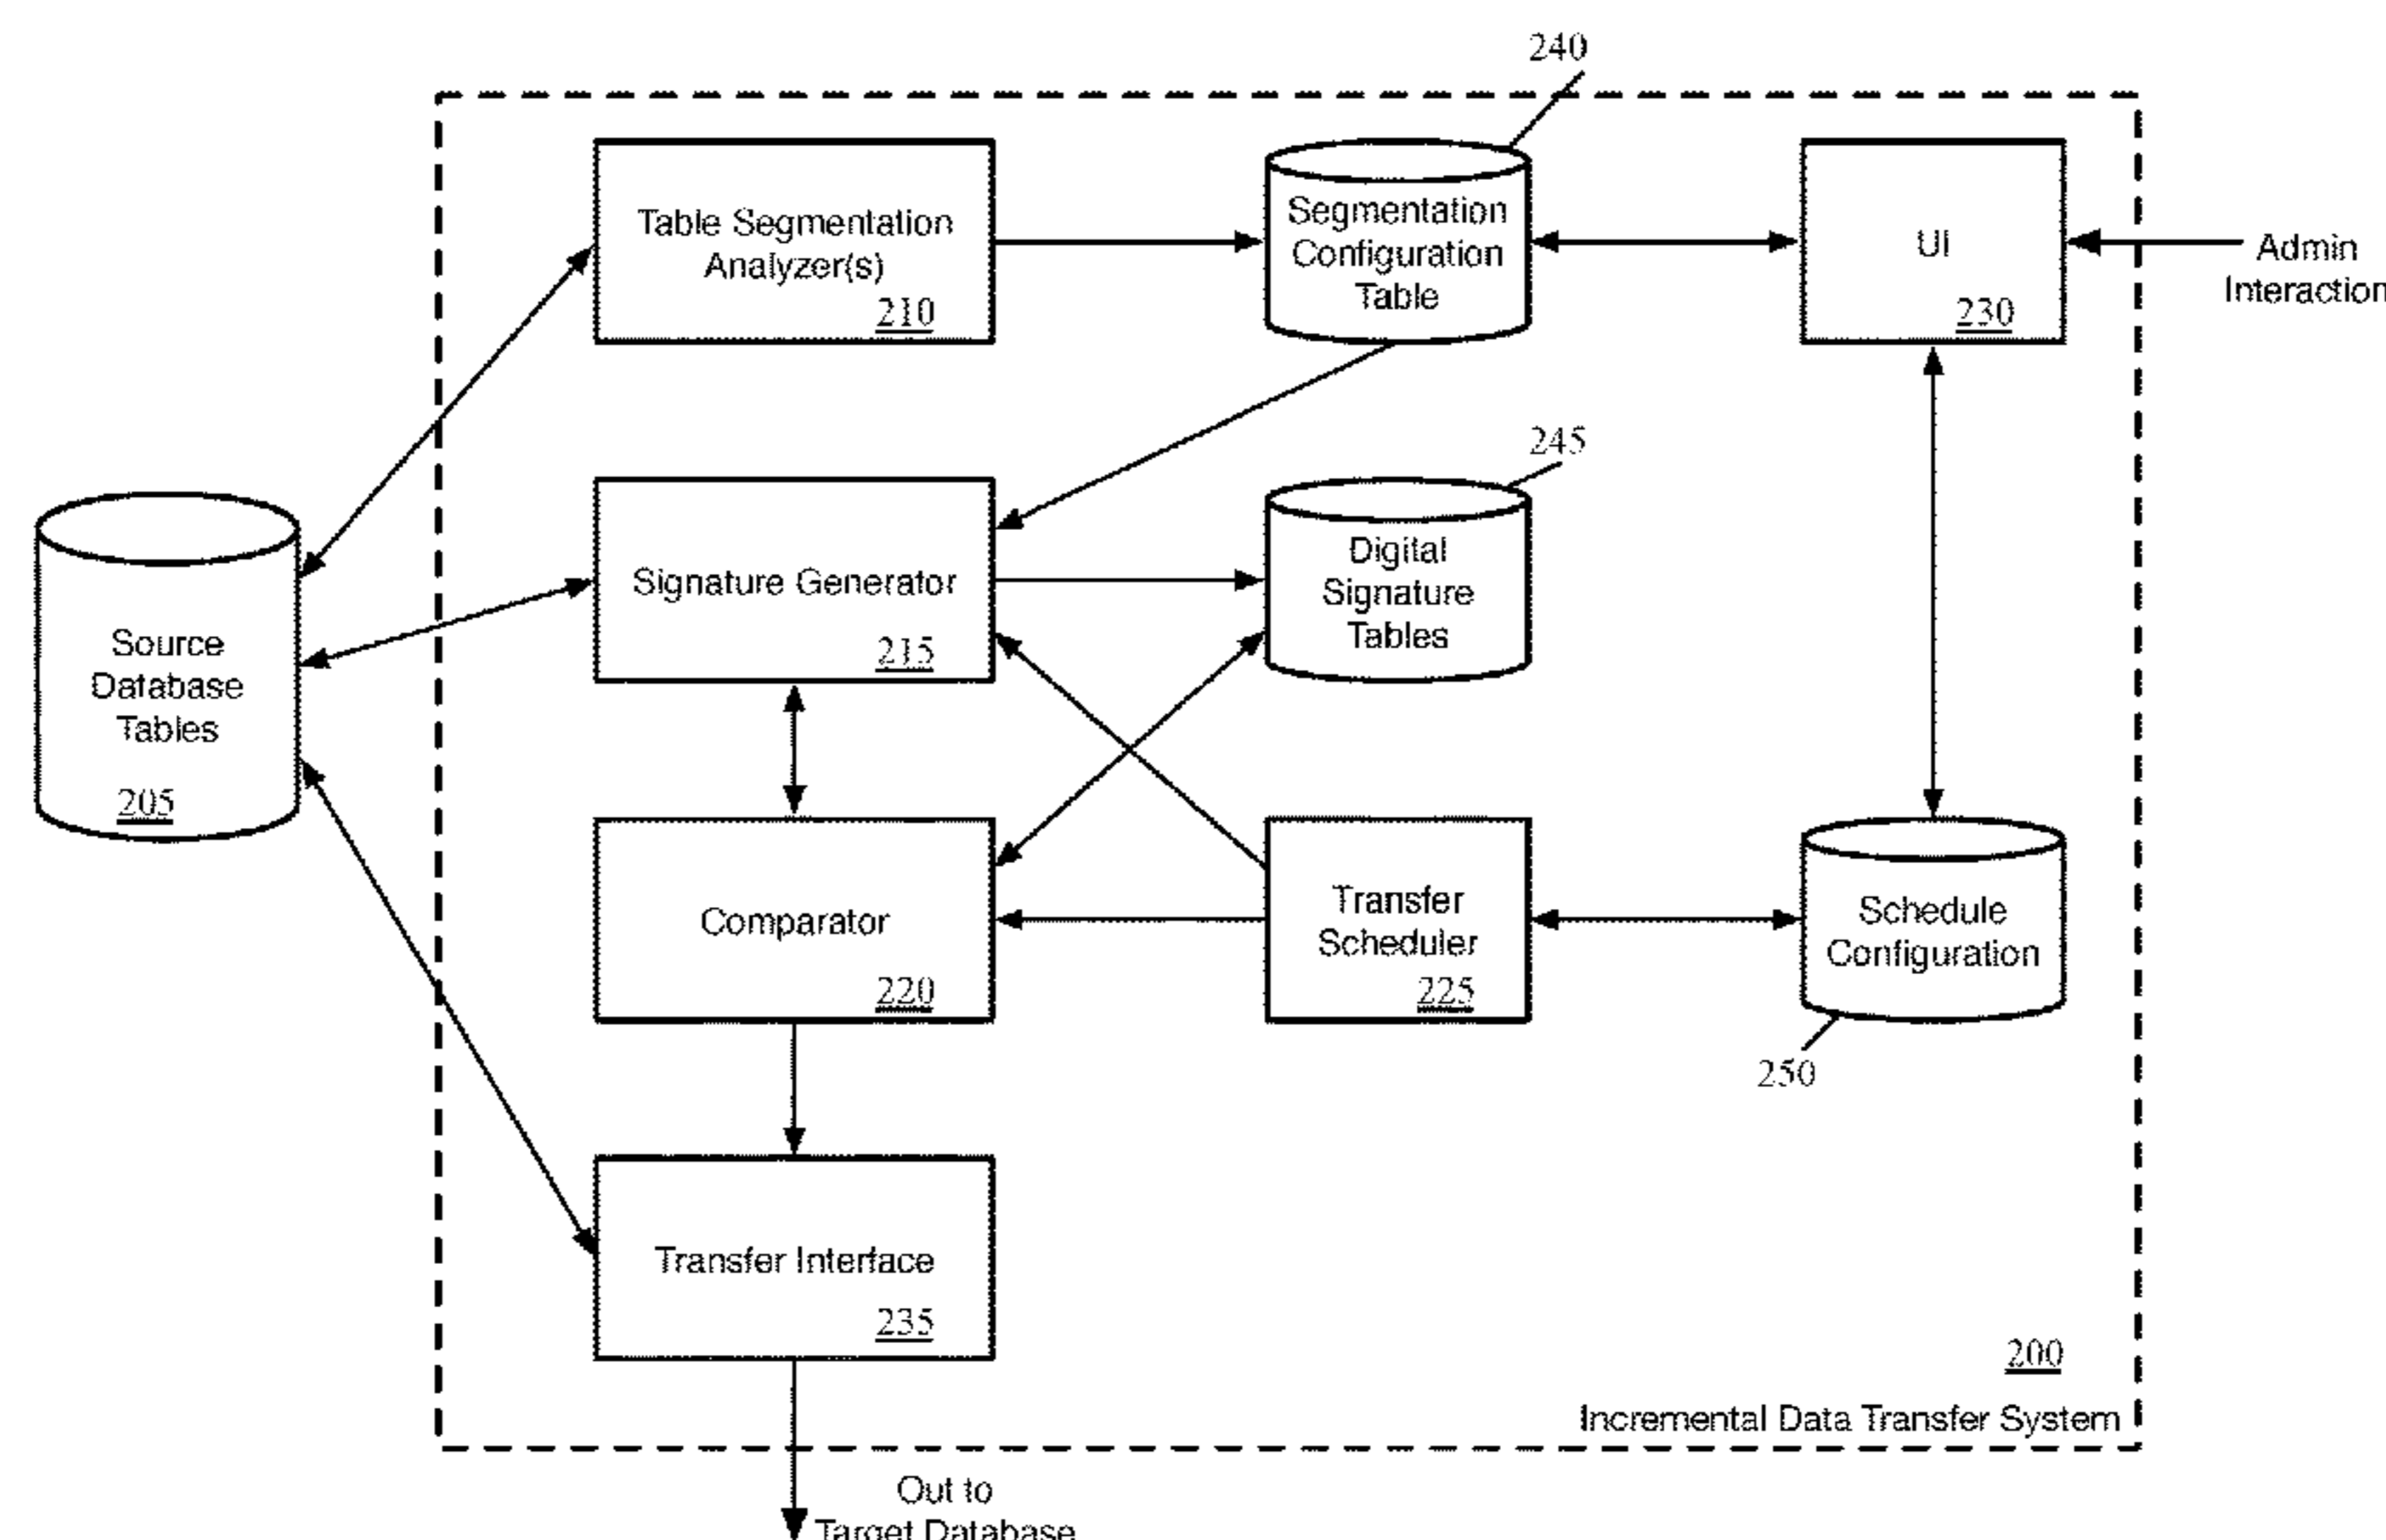 240
Table Segmentation
Analyzer(s)
210
Segmentation
Configuration
Table
UI
230
Admin
Interaction
245
Source
Database
Tables
205
Signature Generator
215
Digital
Signature
Tables
Comparator
220
Transfer
Scheduler
225
Schedule
Configuration
250
Transfer Interface
235
200
Incremental Data Transfer System
Out to
Target Database